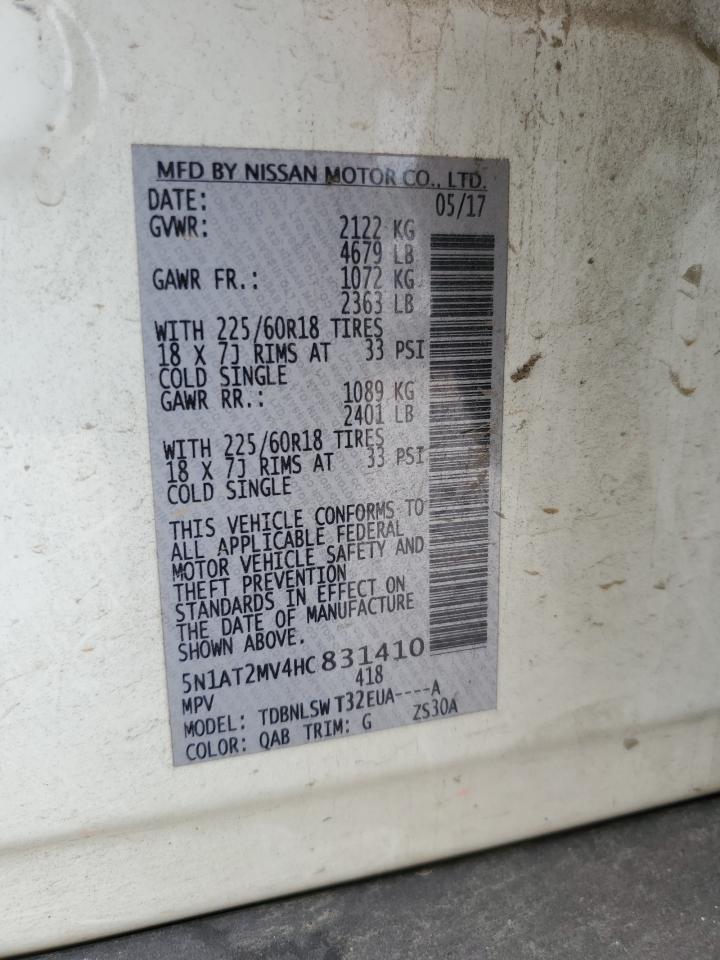 MFD BY NISSAN MOTOR CO., LTD.
DATE: 05/17
GVWR: 2122 KG
4679 LB
GAWR FR.: 1072 KG
2363 LB
WITH 225/60R18 TIRES
18 X 7J RIMS AT 33 PSI
COLD SINGLE
GAWR RR.: 1089 KG
2401 LB
WITH 225/60R18 TIRES
18 X 7J RIMS AT 33 PSI
COLD SINGLE
THIS VEHICLE CONFORMS TO
ALL APPLICABLE FEDERAL
MOTOR VEHICLE SAFETY AND
THEFT PREVENTION
STANDARDS IN EFFECT ON
THE DATE OF MANUFACTURE
SHOWN ABOVE.
5N1AT2MV4HC831410
MPV 418
MODEL: TDBNLSW T32EUA----A
COLOR: QAB TRIM: G ZS30A